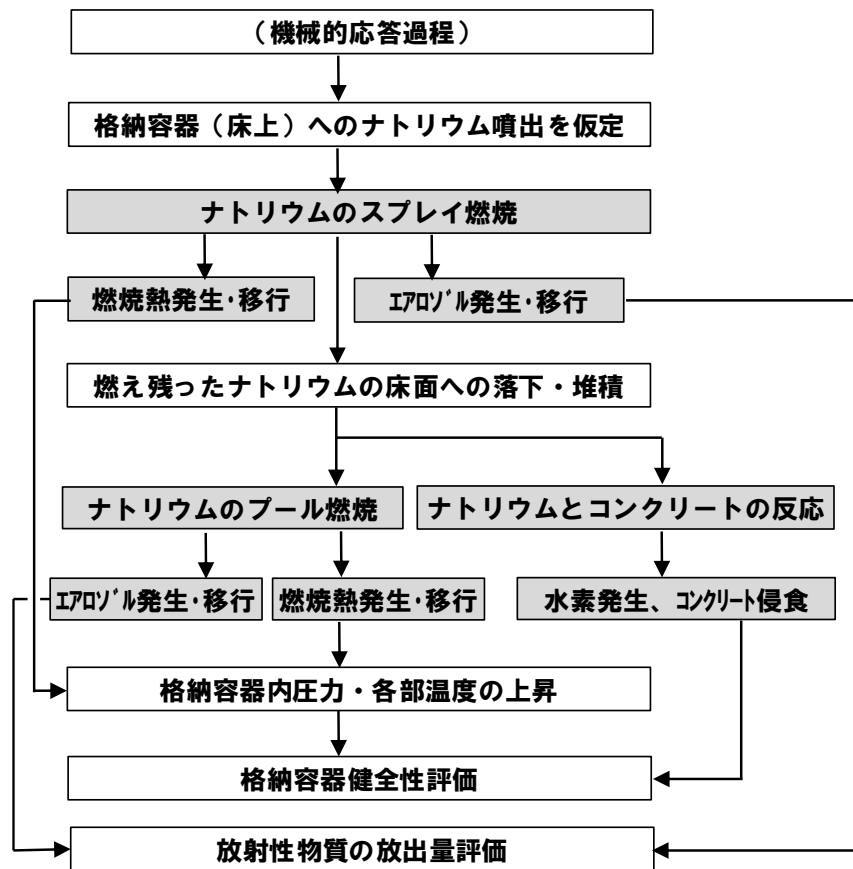 （機械的応答過程）
格納容器（床上）へのナトリウム噴出を仮定
ナトリウムのスプレイ燃焼
燃焼熱発生･移行
ｴｱﾛｿﾞﾙ発生･移行
燃え残ったナトリウムの床面への落下・堆積
ナトリウムのプール燃焼
ナトリウムとコンクリートの反応
ｴｱﾛｿﾞﾙ発生･移行
燃焼熱発生･移行
水素発生、ｺﾝｸﾘｰﾄ侵食
格納容器内圧力・各部温度の上昇
格納容器健全性評価
放射性物質の放出量評価